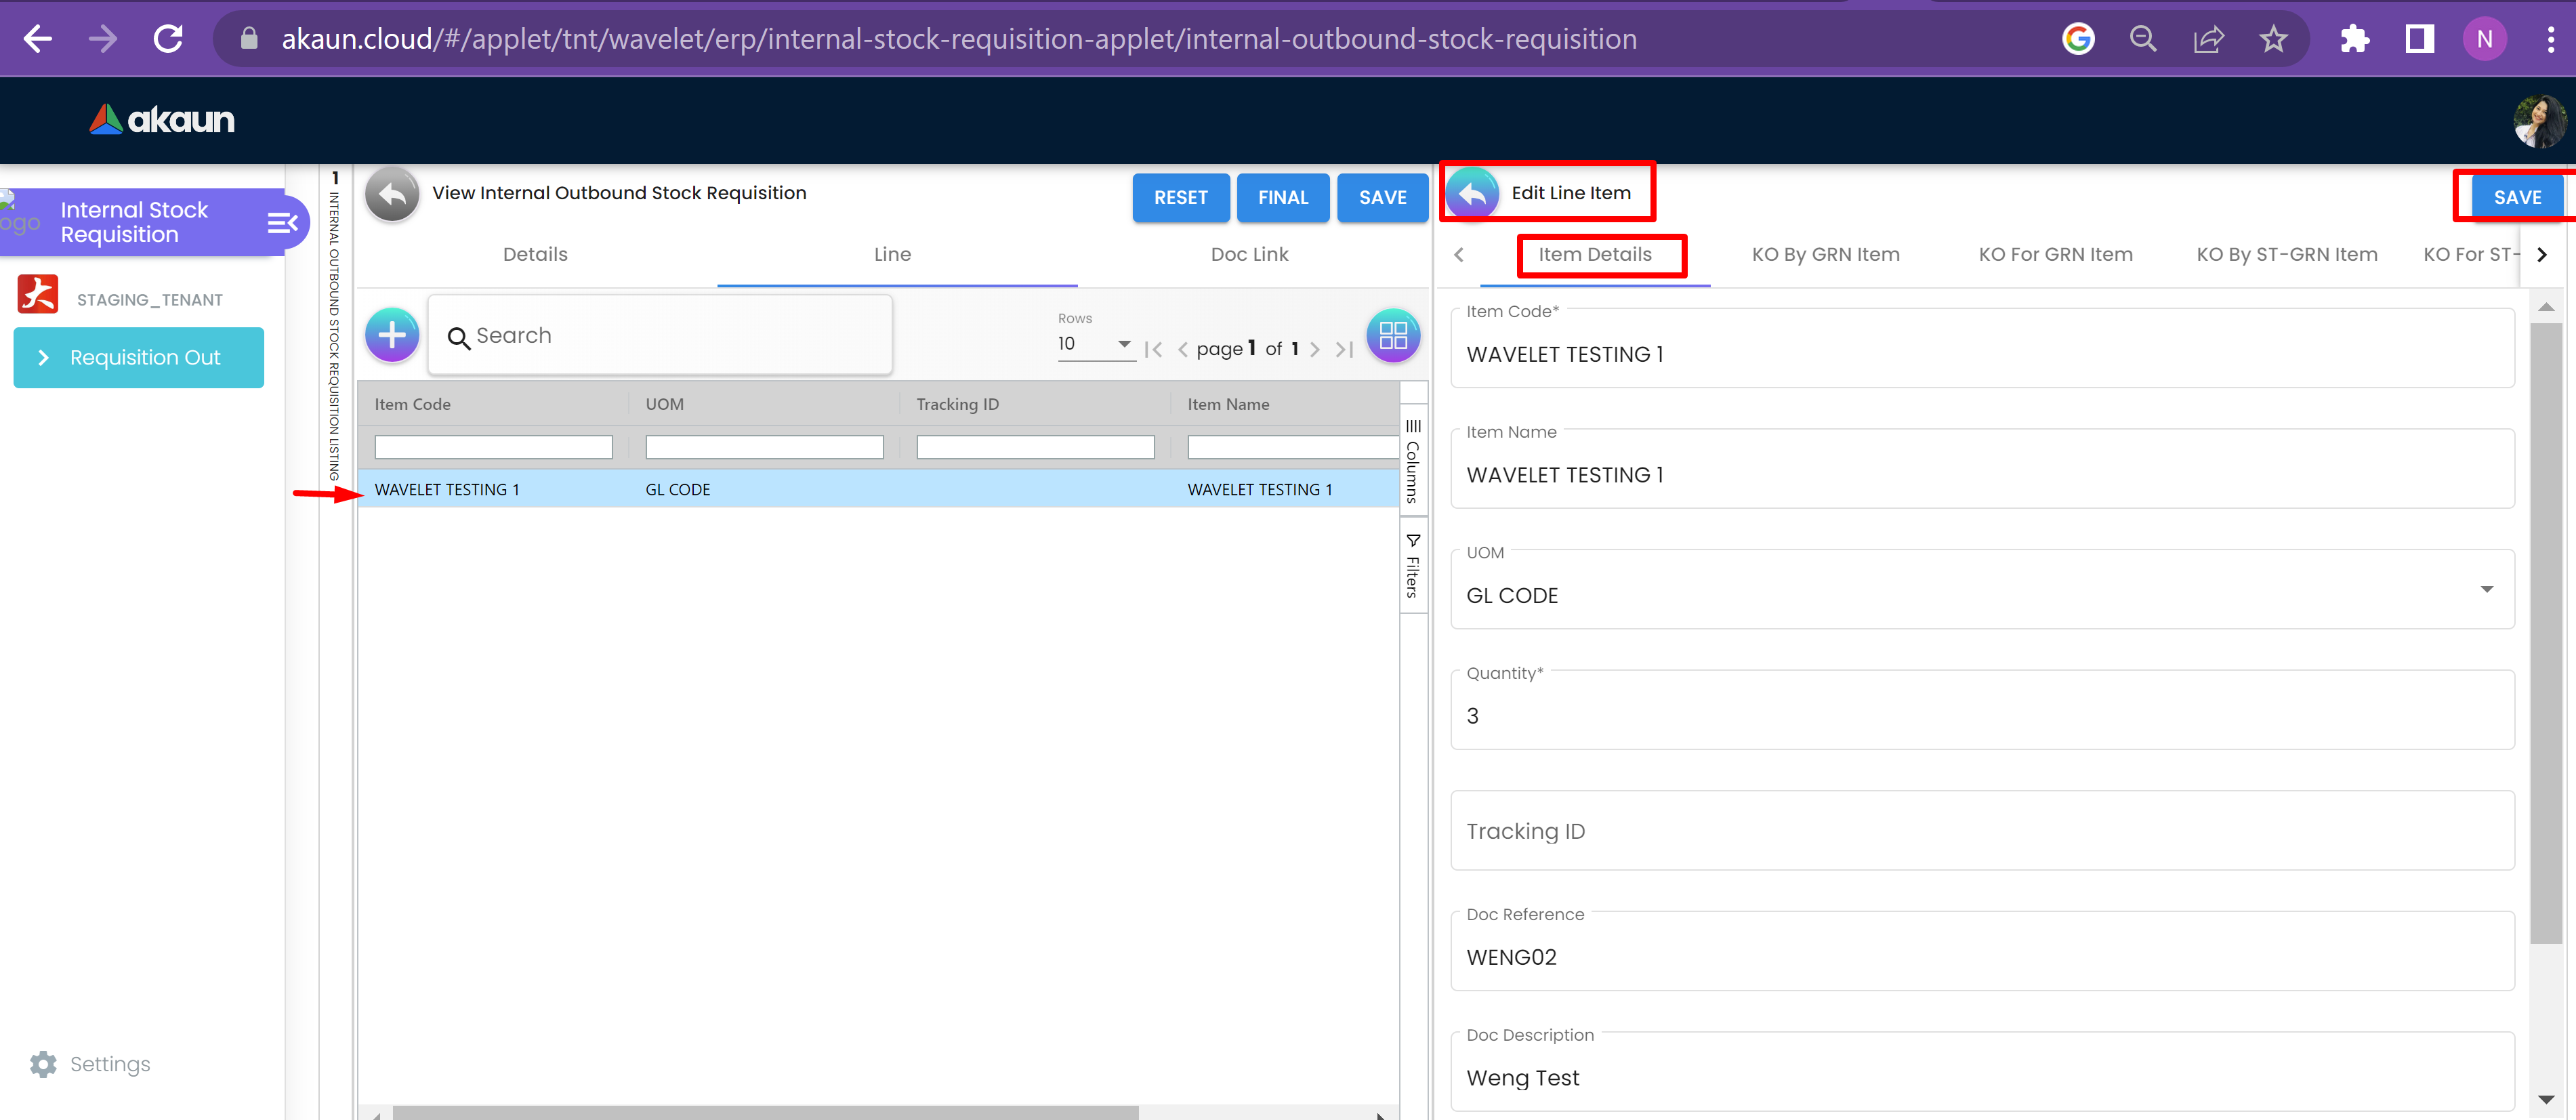 akaun.cloud/#/applet/tnt/wavelet/erp/internal-stock-requisition-applet/internal-outbound-stock-requisition
N
akaun
logo
Internal Stock
Requisition
STAGING_TENANT
Requisition Out
Settings
1
INTERNAL OUTBOUND STOCK REQUISITION LISTING
View Internal Outbound Stock Requisition
RESET
FINAL
SAVE
Details
Line
Doc Link
Search
Rows
10
page 1 of 1
Item Code
UOM
Tracking ID
Item Name
WAVELET TESTING 1
GL CODE
WAVELET TESTING 1
Columns
Filters
Edit Line Item
SAVE
Item Details
KO By GRN Item
KO For GRN Item
KO By ST-GRN Item
KO For ST-
Item Code*
WAVELET TESTING 1
Item Name
WAVELET TESTING 1
UOM
GL CODE
Quantity*
3
Tracking ID
Doc Reference
WENG02
Doc Description
Weng Test